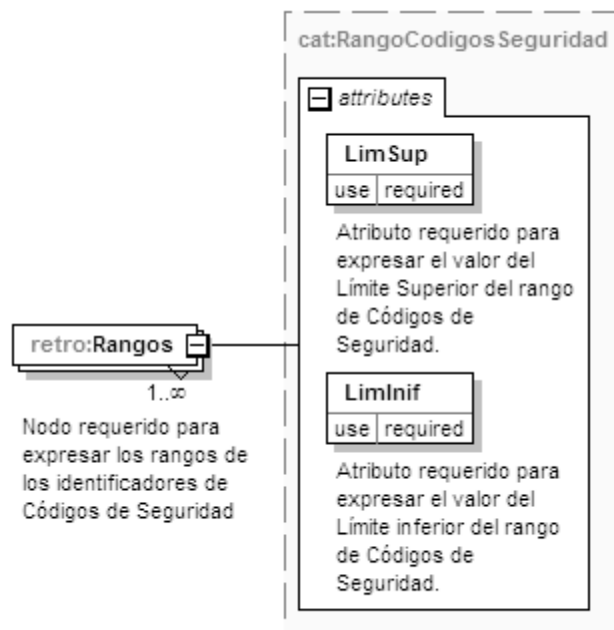 cat:RangoCodigosSeguridad
attributes
LimSup
use required
Atributo requerido para
expresar el valor del
Límite Superior del rango
de Códigos de
Seguridad.
retro:Rangos
1..∞
Nodo requerido para
expresar los rangos de
los identificadores de
Códigos de Seguridad
LimInif
use required
Atributo requerido para
expresar el valor del
Límite inferior del rango
de Códigos de
Seguridad.